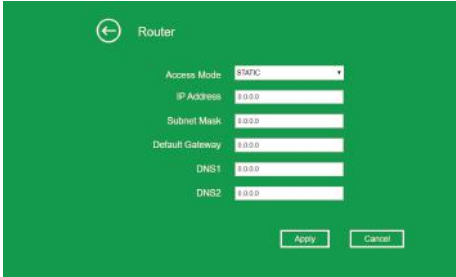 Router
Access Mode STATIC
IP Address 0.0.0.0
Subnet Mask 0.0.0.0
Default Gateway 0.0.0.0
DNS1 0.0.0.0
DNS2 0.0.0.0
Apply Cancel